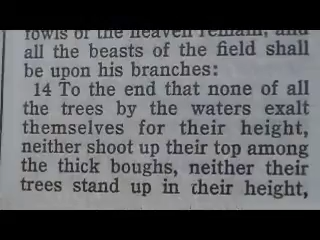 fowls of the heaven remain, and
all the beasts of the field shall
be upon his branches:
14 To the end that none of all
the trees by the waters exalt
themselves for their height,
neither shoot up their top among
the thick boughs, neither their
trees stand up in their height,